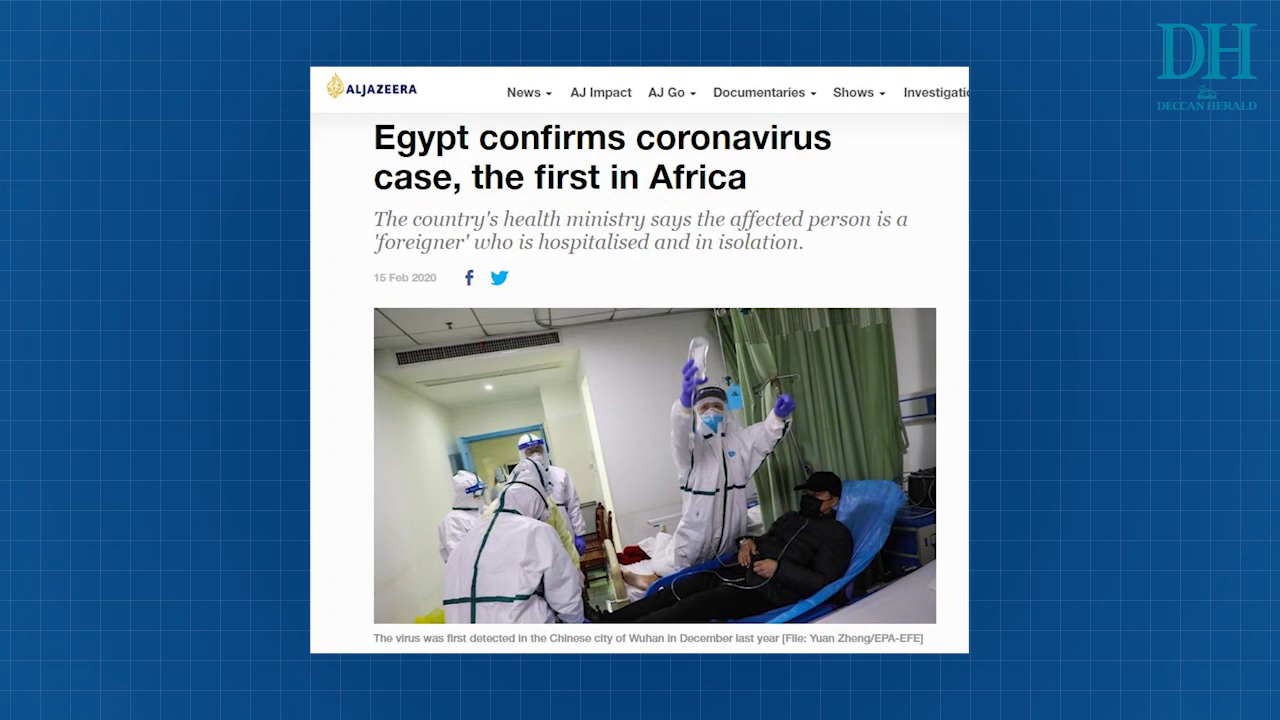 DH
DECCAN HERALD
ALJAZEERA
News AJ Impact AJ Go Documentaries Shows Investigatio
Egypt confirms coronavirus
case, the first in Africa
The country's health ministry says the affected person is a
'foreigner' who is hospitalised and in isolation.
15 Feb 2020
The virus was first detected in the Chinese city of Wuhan in December last year [File: Yuan Zheng/EPA-EFE]